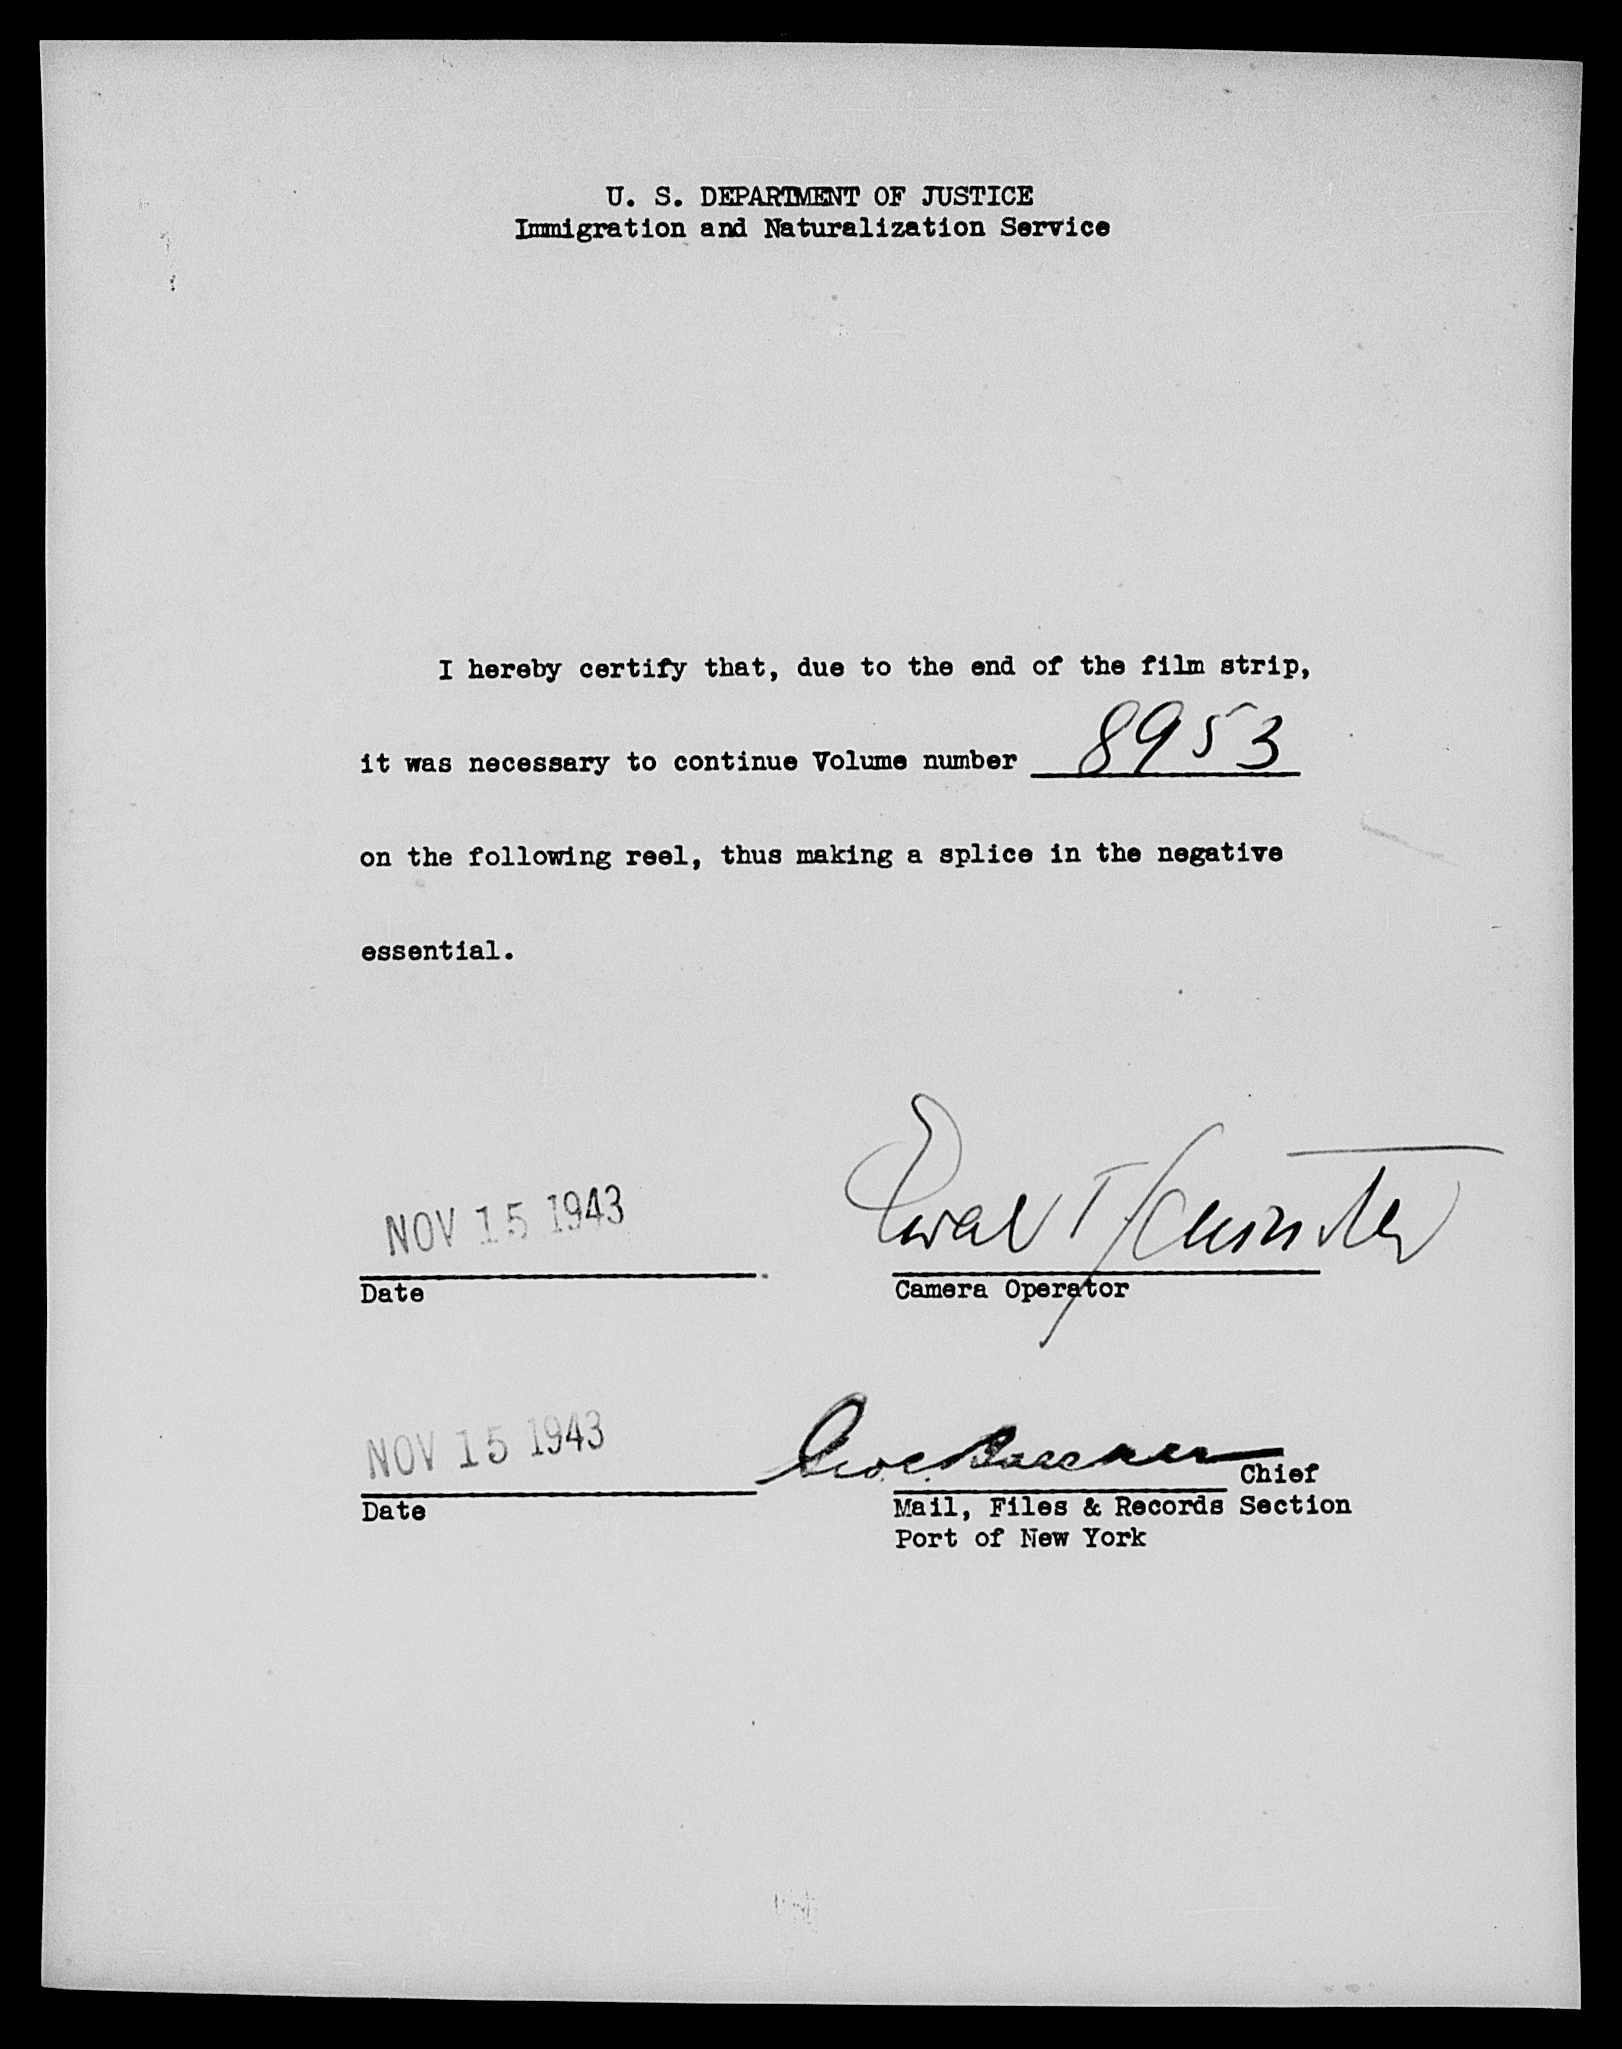 U. S. DEPARTMENT OF JUSTICE
Immigration and Naturalization Service
I hereby certify that, due to the end of the film strip,
it was necessary to continue Volume number 8953
on the following reel, thus making a splice in the negative
essential.
NOV 15 1943
Date
Camera Operator
NOV 15 1943
Chief
Date
Mail, Files & Records Section
Port of New York